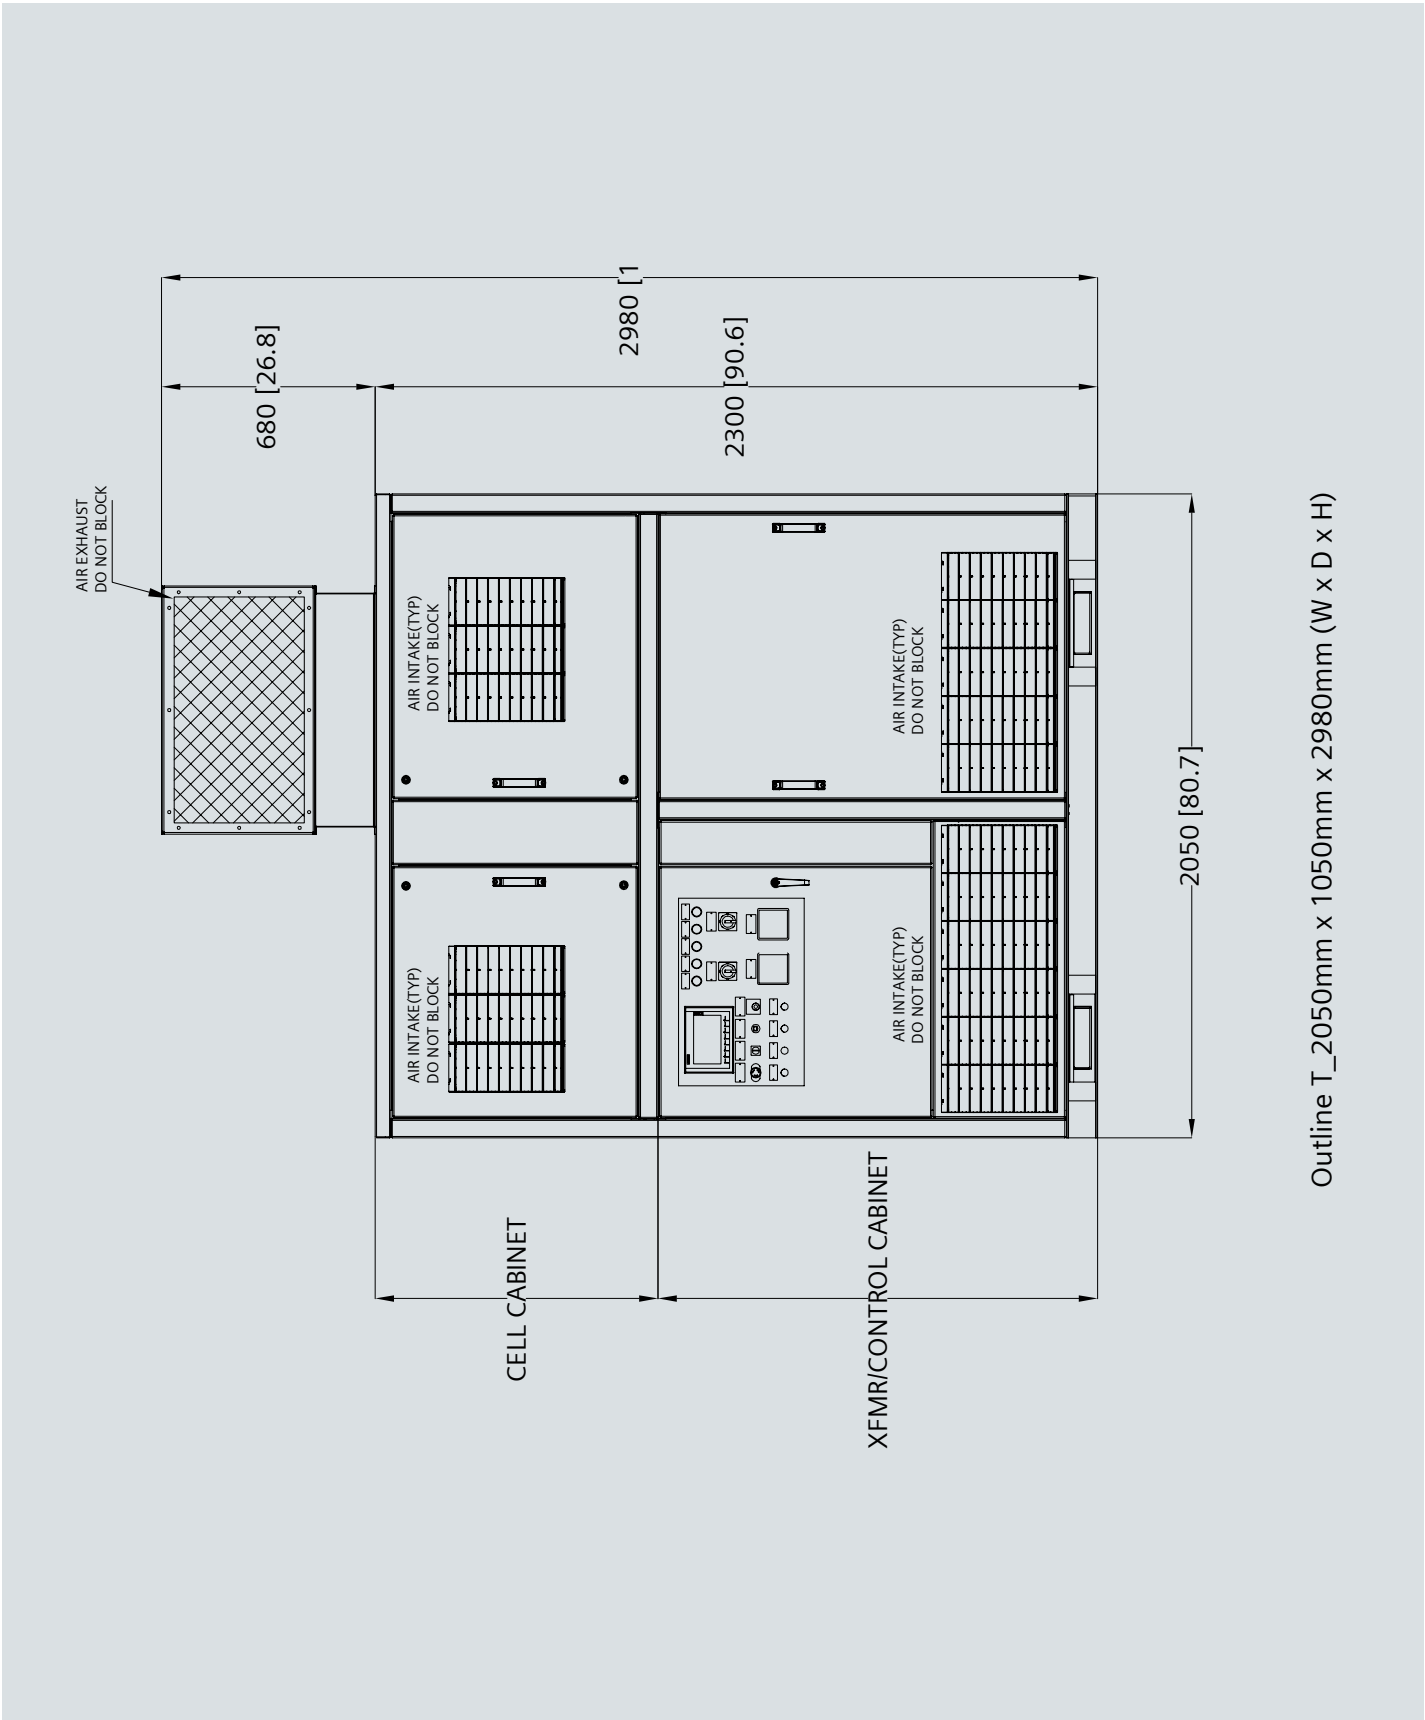 AIR EXHAUST
DO NOT BLOCK
680 [26.8]
2980 [1
2300 [90.6]
AIR INTAKE(TYP)
DO NOT BLOCK
AIR INTAKE(TYP)
DO NOT BLOCK
CELL CABINET
AIR INTAKE(TYP)
DO NOT BLOCK
AIR INTAKE(TYP)
DO NOT BLOCK
XFMR/CONTROL CABINET
2050 [80.7]
Outline T_2050mm x 1050mm x 2980mm (W x D x H)